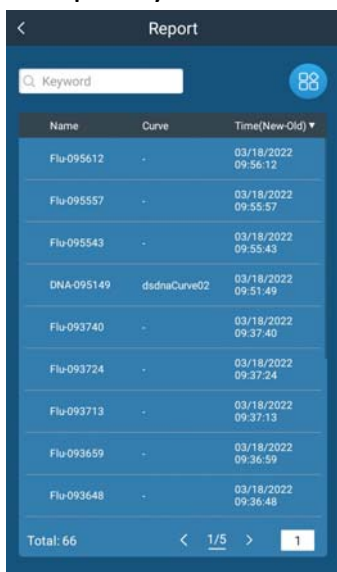 Report
Keyword
Name Curve Time(New-Old) ▼
Flu-095612 - 03/18/2022
09:56:12
Flu-095557 - 03/18/2022
09:55:57
Flu-095543 - 03/18/2022
09:55:43
DNA-095149 dsdnaCurve02 03/18/2022
09:51:49
Flu-093740 - 03/18/2022
09:37:40
Flu-093724 - 03/18/2022
09:37:24
Flu-093713 - 03/18/2022
09:37:13
Flu-093659 - 03/18/2022
09:36:59
Flu-093648 - 03/18/2022
09:36:48
Total: 66 < 1/5 > 1